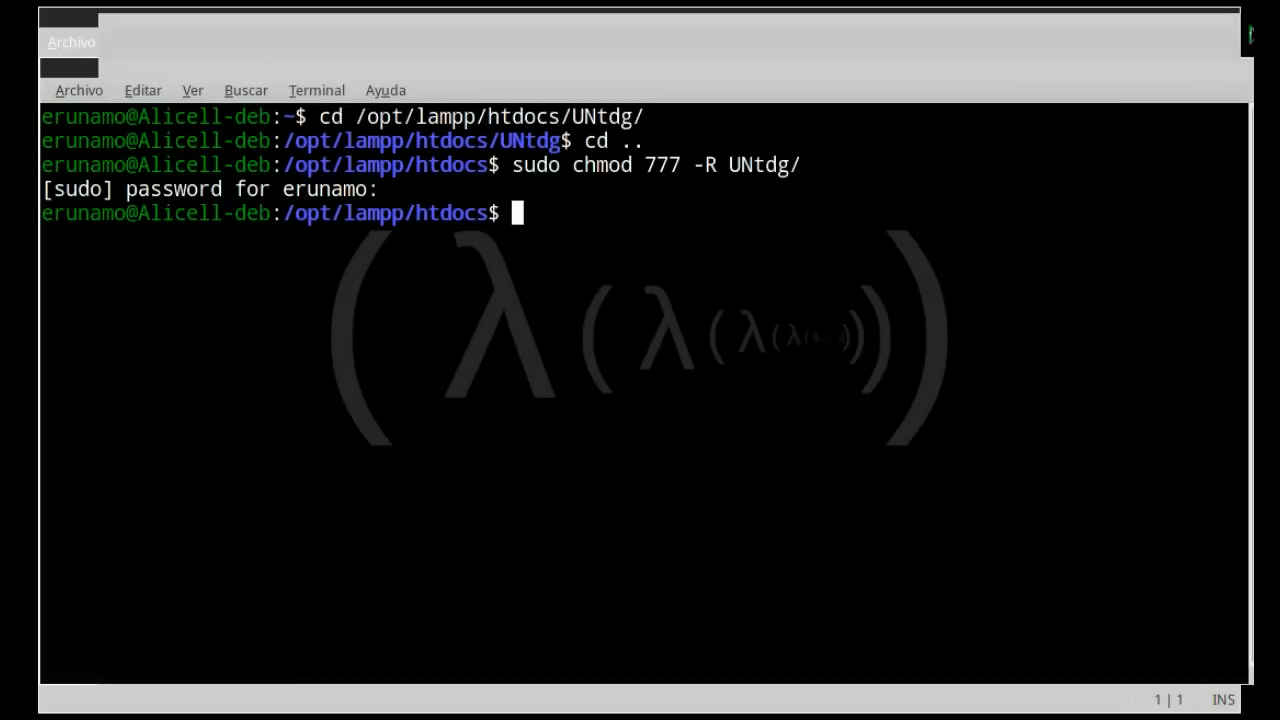 Archivo
Archivo Editar Ver Buscar Terminal Ayuda
erunamo@Alicell-deb:~$ cd /opt/lampp/htdocs/UNtdg/
erunamo@Alicell-deb:/opt/lampp/htdocs/UNtdg$ cd ..
erunamo@Alicell-deb:/opt/lampp/htdocs$ sudo chmod 777 -R UNtdg/
[sudo] password for erunamo:
erunamo@Alicell-deb:/opt/lampp/htdocs$
(λ(λ(λ(λ(λ
1 | 1 INS